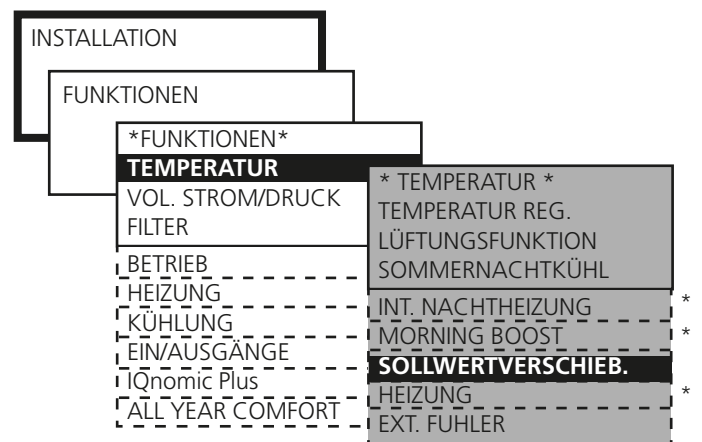 INSTALLATION
FUNKTIONEN
*FUNKTIONEN*
TEMPERATUR
VOL. STROM/DRUCK
FILTER
BETRIEB
HEIZUNG
KÜHLUNG
EIN/AUSGÄNGE
IQnomic Plus
ALL YEAR COMFORT
* TEMPERATUR *
TEMPERATUR REG.
LÜFTUNGSFUNKTION
SOMMERNACHTKÜHL
INT. NACHTHEIZUNG *
MORNING BOOST *
SOLLWERTVERSCHIEB.
HEIZUNG *
EXT. FUHLER